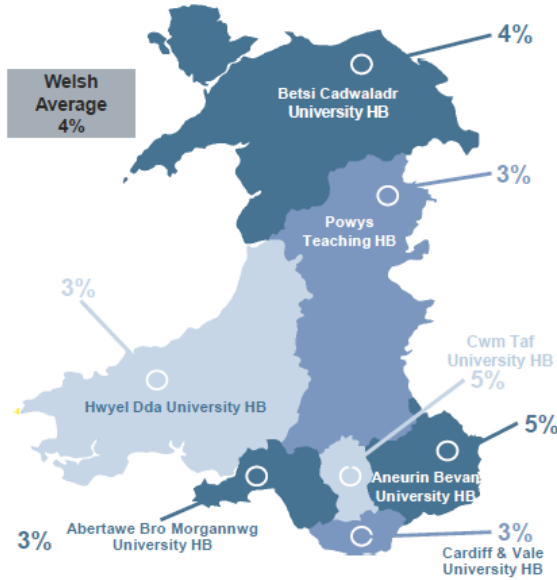 4%
Welsh
Average
4%
Betsi Cadwaladr
University HB
3%
Powys
Teaching HB
3%
Cwm Taf
University HB
5%
Hwyel Dda University HB
5%
Aneurin Bevan
University HB
Abertawe Bro Morgannwg
University HB
3%
3%
Cardiff & Vale
University HB